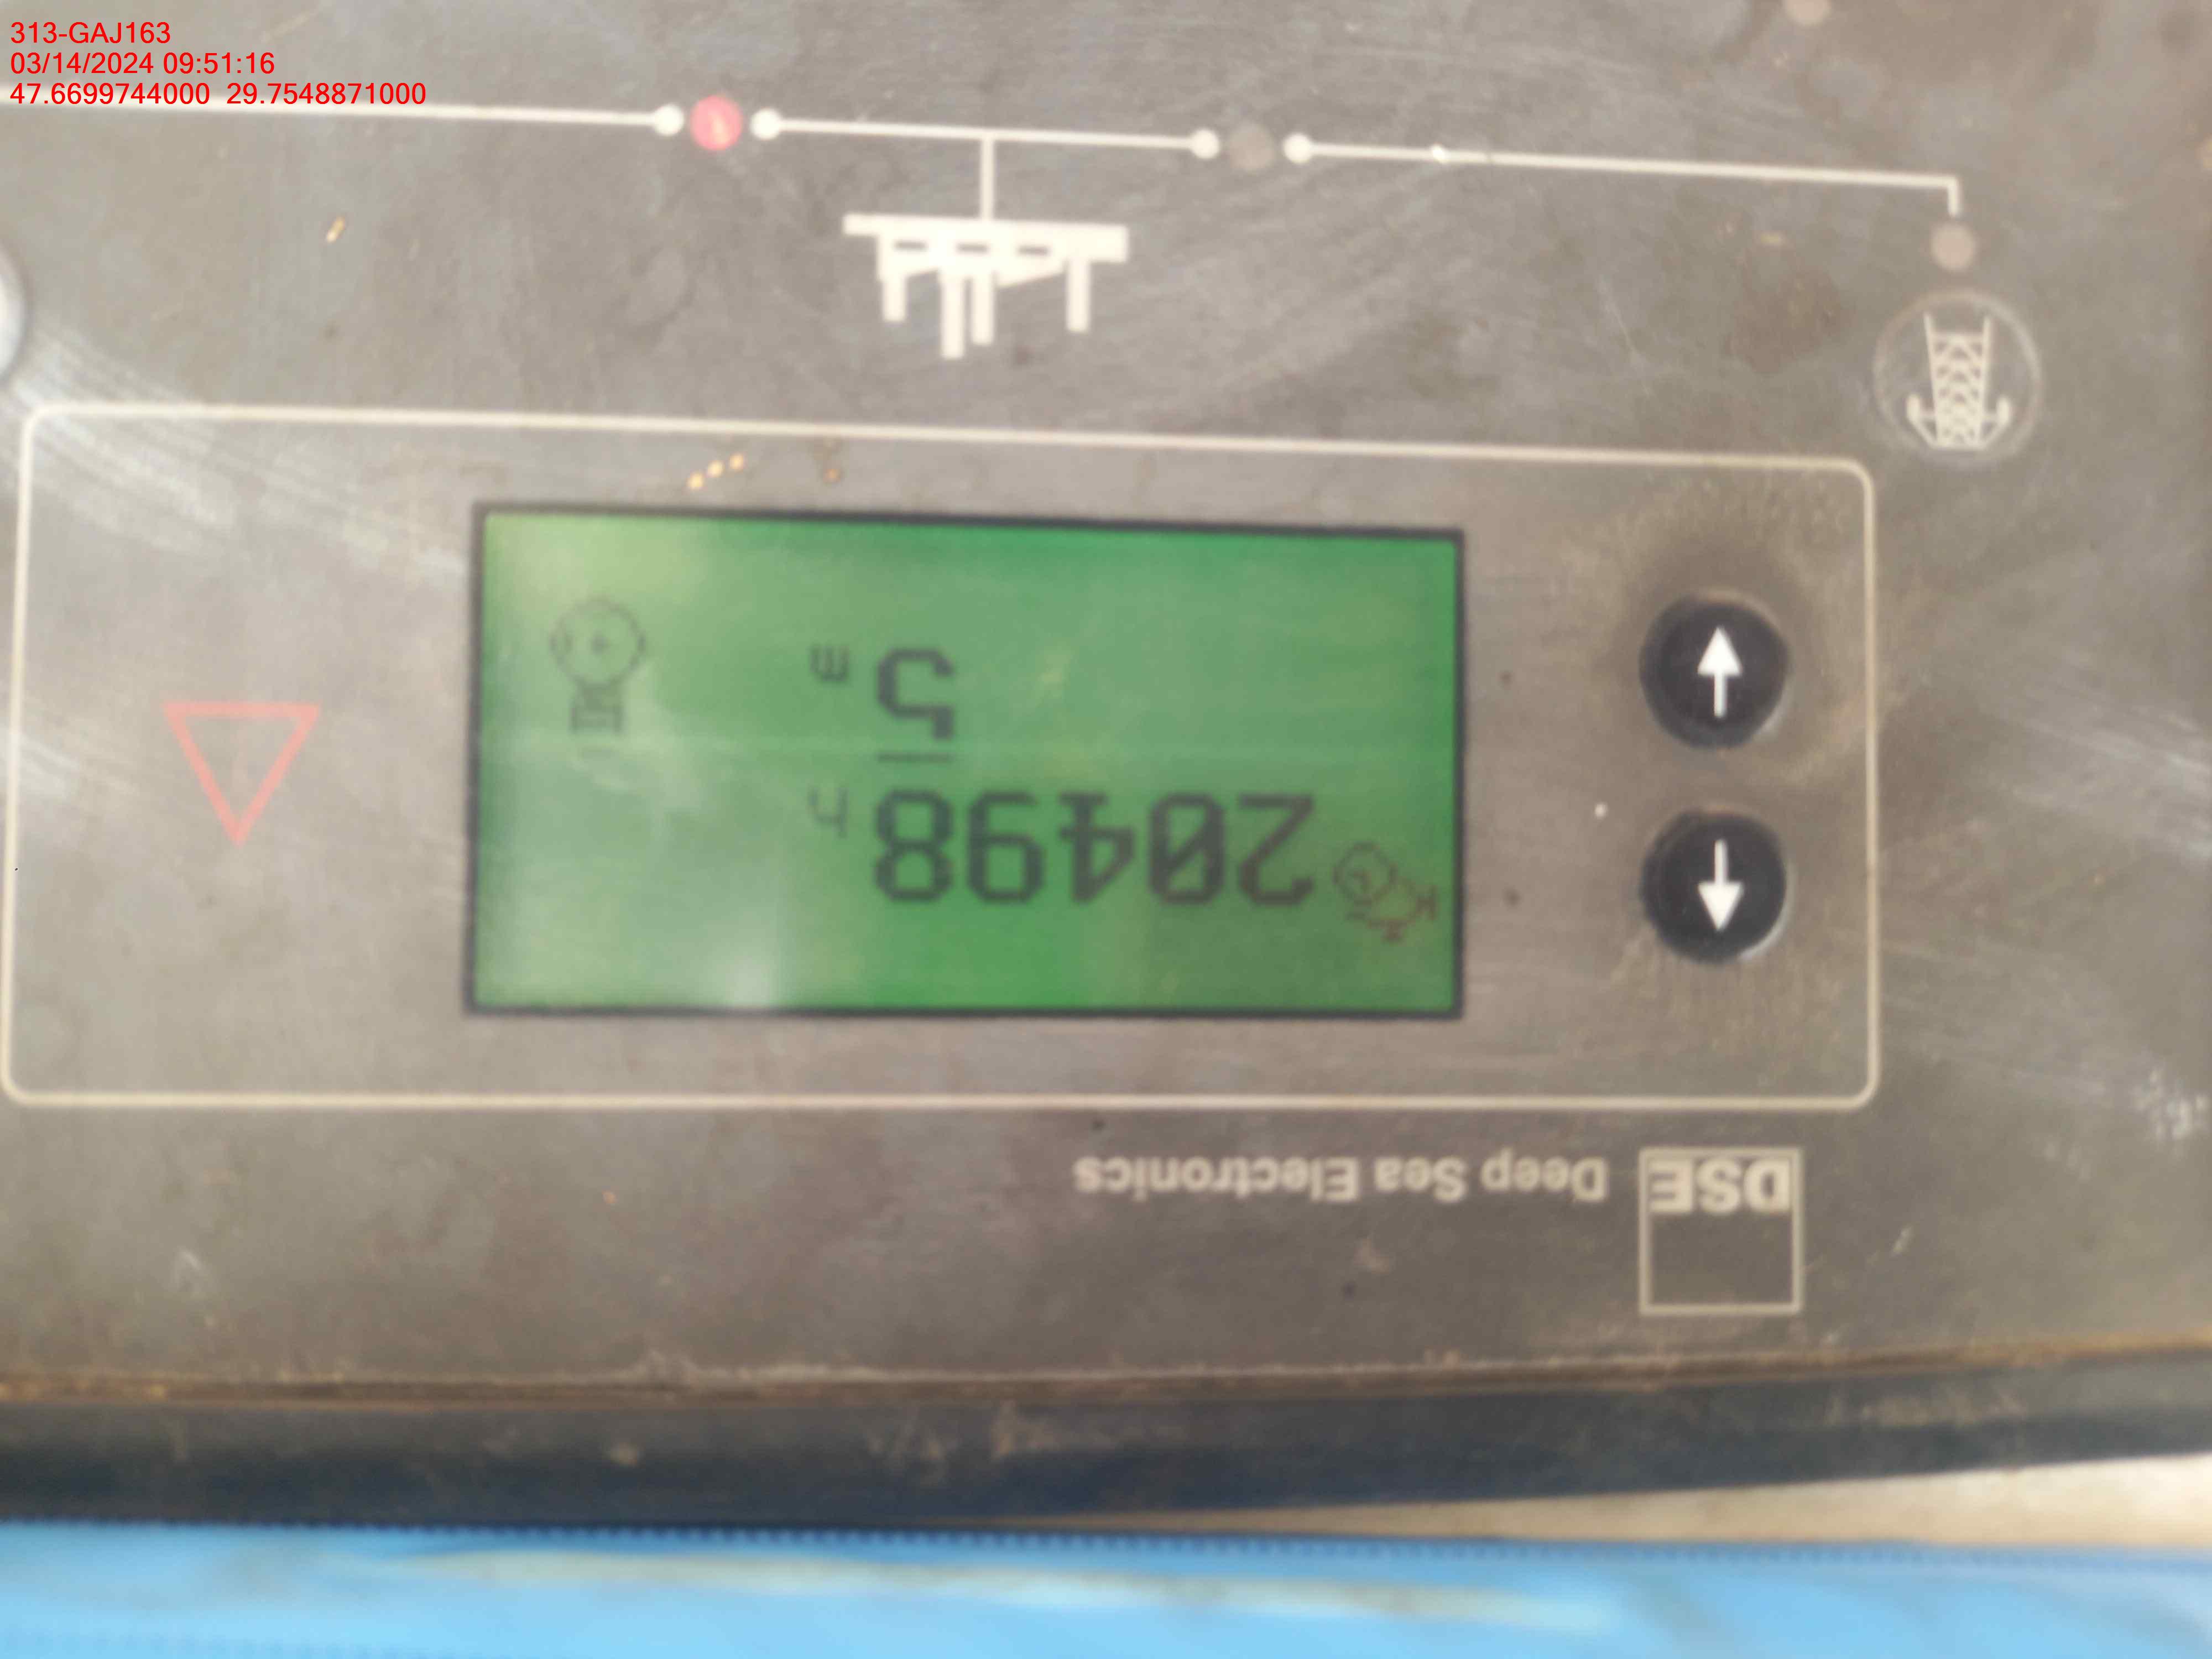 313-GAJ163
03/14/2024 09:51:16
47.6699744000 29.7548871000
DSE Deep Sea Electronics
20498 h
5 m